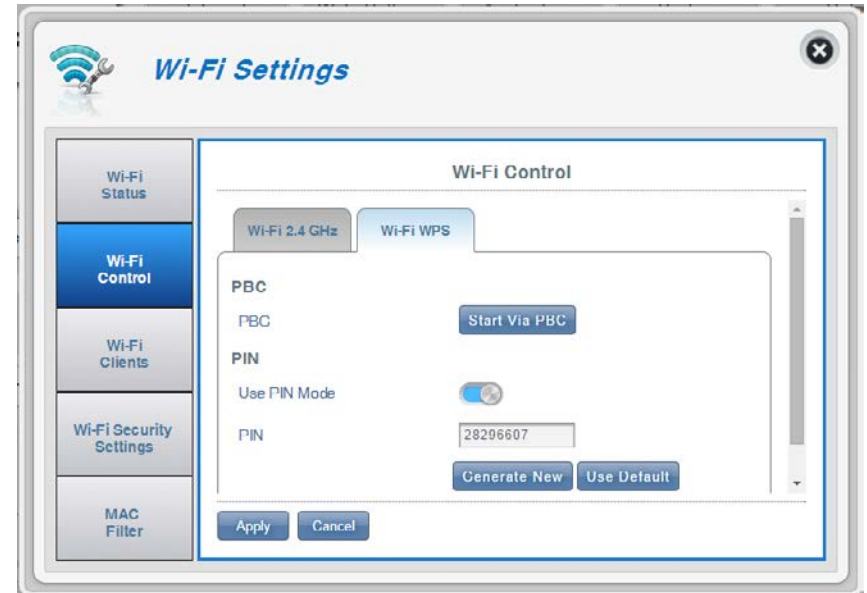 Wi-Fi Settings
Wi-Fi
Status
Wi-Fi
Control
Wi-Fi
Clients
Wi-Fi Security
Settings
MAC
Filter
Wi-Fi Control
Wi-Fi 2.4 GHz
Wi-Fi WPS
PBC
PBC
Start Via PBC
PIN
Use PIN Mode
PIN
28296607
Generate New
Use Default
Apply
Cancel